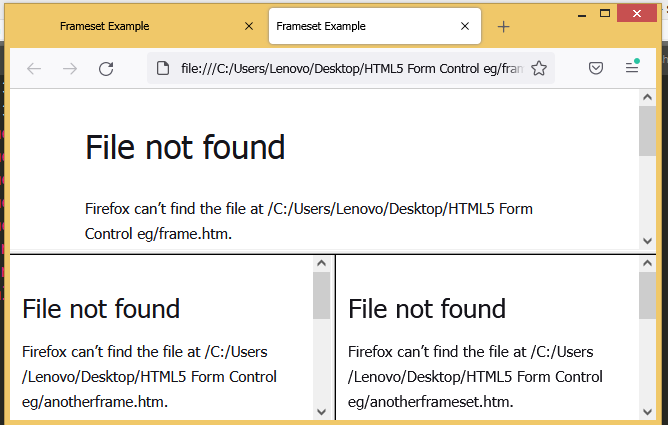 Frameset Example
Frameset Example
file:///C:/Users/Lenovo/Desktop/HTML5 Form Control eg/fran
File not found
Firefox can’t find the file at /C:/Users/Lenovo/Desktop/HTML5 Form
Control eg/frame.htm.
File not found
Firefox can’t find the file at /C:/Users
/Lenovo/Desktop/HTML5 Form Control
eg/anotherframe.htm.
File not found
Firefox can’t find the file at /C:/Users
/Lenovo/Desktop/HTML5 Form Control
eg/anotherframeset.htm.